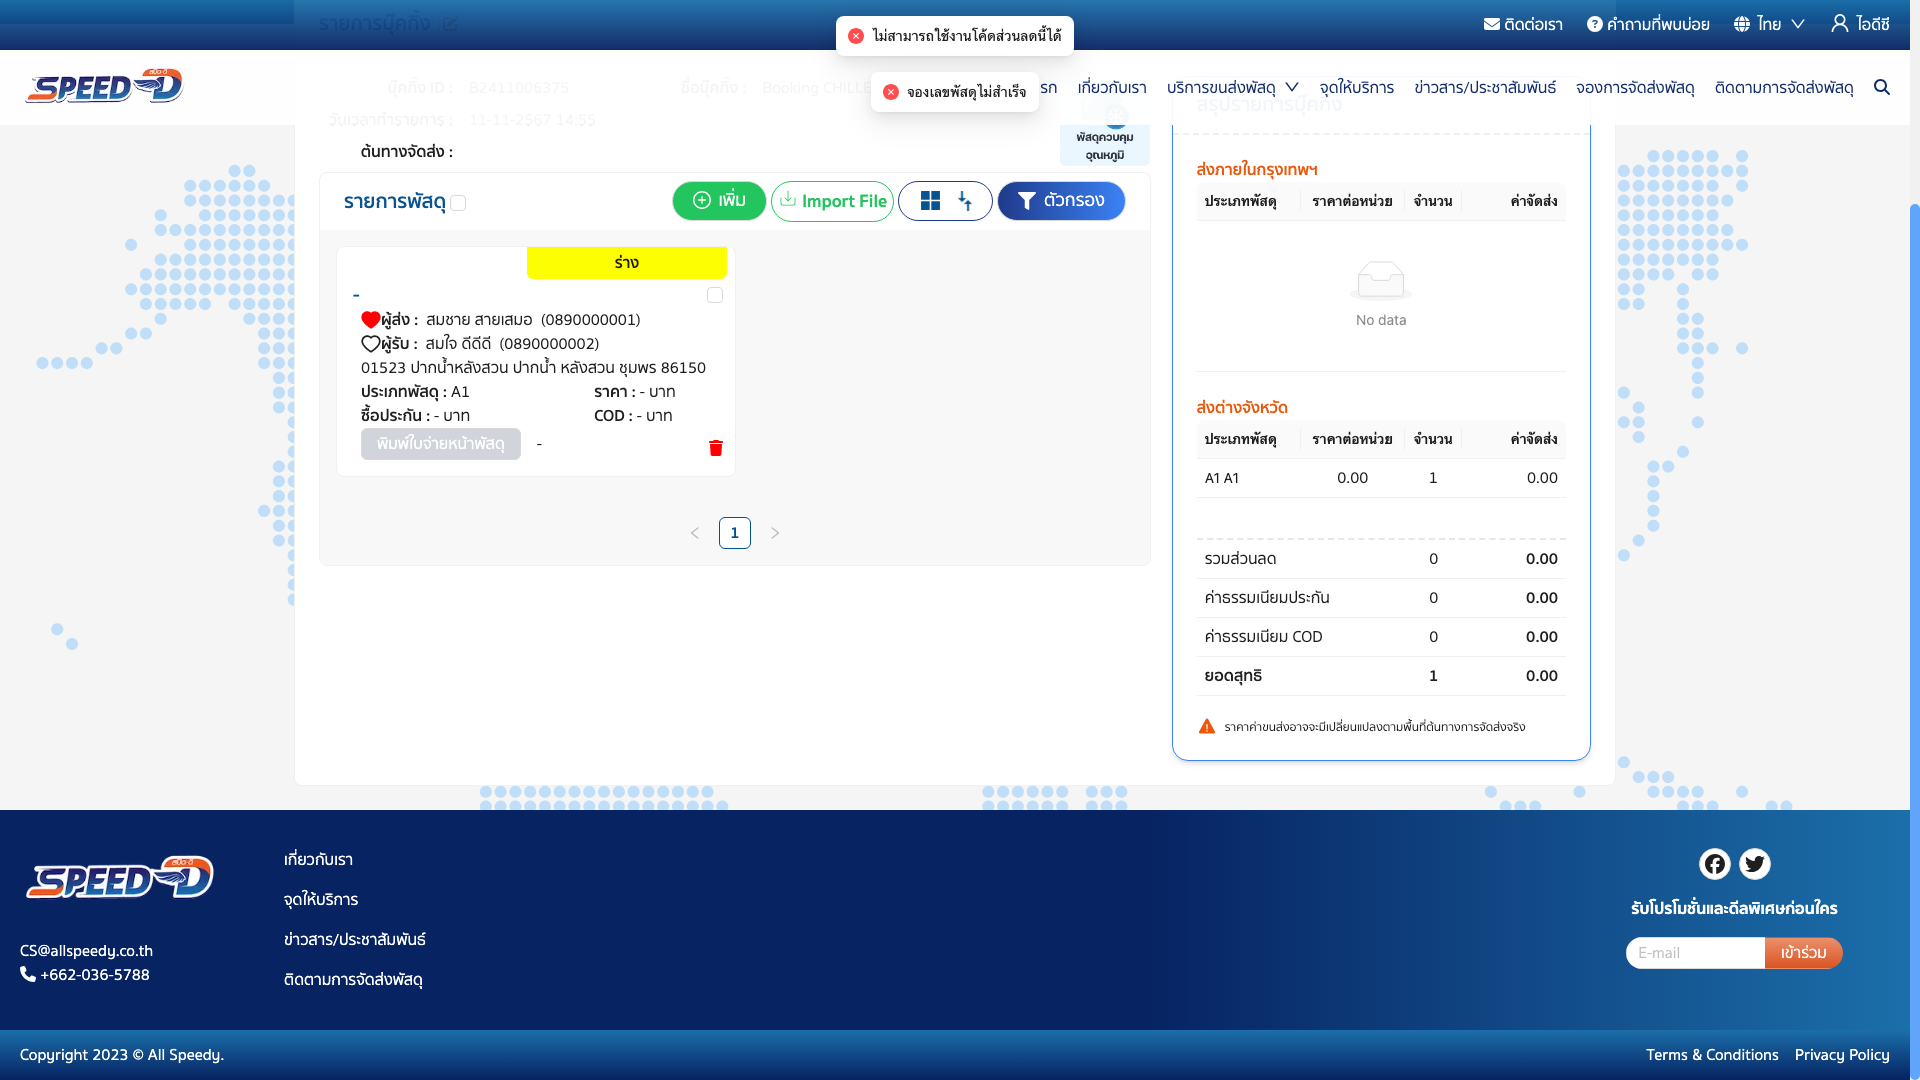 รายการบุ๊คกิ้ง
ไม่สามารถใช้งานโค้ดส่วนลดนี้ได้
ติดต่อเรา
คำถามที่พบบ่อย
ไทย
ไอดีซี
SPEED-D
สปีด-ดี
บุ๊คกิ้ง ID :
B2411006375
ชื่อบุ๊คกิ้ง :
Booking CHILLE
จองเลขพัสดุไม่สำเร็จ
รก
เกี่ยวกับเรา
บริการขนส่งพัสดุ
จุดให้บริการ
ข่าวสาร/ประชาสัมพันธ์
จองการจัดส่งพัสดุ
ติดตามการจัดส่งพัสดุ
สรุปรายการบุ๊คกิ้ง
วันเวลาทำรายการ :
11-11-2567 14:55
ต้นทางจัดส่ง :
พัสดุควบคุม
อุณหภูมิ
รายการพัสดุ
เพิ่ม
Import File
ตัวกรอง
ร่าง
-
ผู้ส่ง : สมชาย สายเสมอ (0890000001)
ผู้รับ : สมใจ ดีดีดี (0890000002)
01523 ปากน้ำหลังสวน ปากน้ำ หลังสวน ชุมพร 86150
ประเภทพัสดุ : A1
ราคา : - บาท
ซื้อประกัน : - บาท
COD : - บาท
พิมพ์ใบจ่ายหน้าพัสดุ
-
1
ส่งภายในกรุงเทพฯ
ประเภทพัสดุ ราคาต่อหน่วย จำนวน ค่าจัดส่ง
No data
ส่งต่างจังหวัด
ประเภทพัสดุ ราคาต่อหน่วย จำนวน ค่าจัดส่ง
A1 A1 0.00 1 0.00
รวมส่วนลด 0 0.00
ค่าธรรมเนียมประกัน 0 0.00
ค่าธรรมเนียม COD 0 0.00
ยอดสุทธิ 1 0.00
ราคาค่าขนส่งอาจจะมีเปลี่ยนแปลงตามพื้นที่ต้นทางการจัดส่งจริง
SPEED-D
สปีด-ดี
CS@allspeedy.co.th
+662-036-5788
เกี่ยวกับเรา
จุดให้บริการ
ข่าวสาร/ประชาสัมพันธ์
ติดตามการจัดส่งพัสดุ
รับโปรโมชั่นและดีลพิเศษก่อนใคร
E-mail
เข้าร่วม
Copyright 2023 © All Speedy.
Terms & Conditions
Privacy Policy